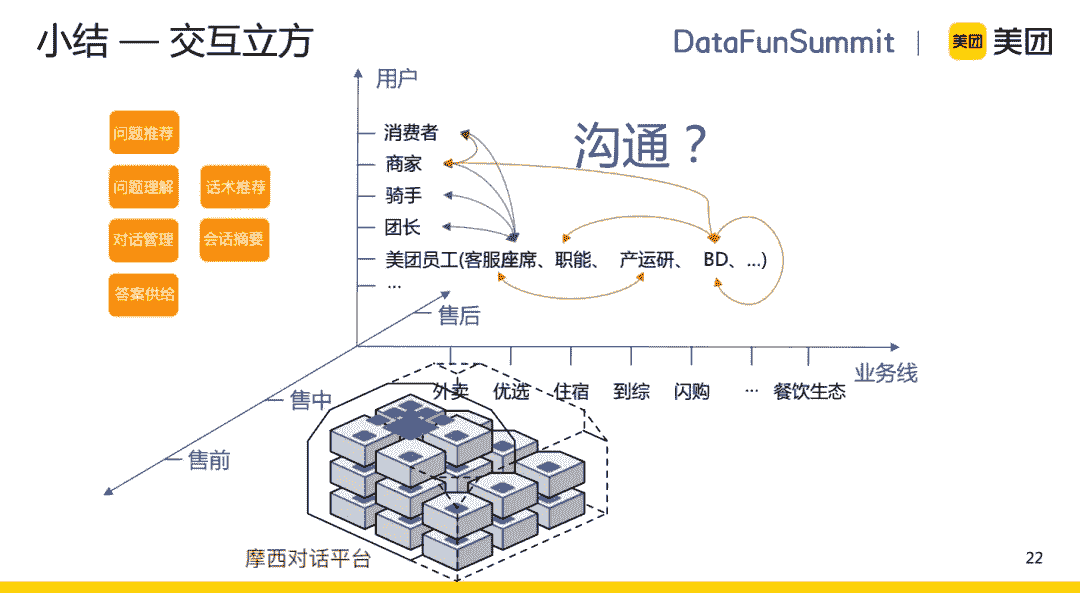 小结 — 交互立方
DataFunSummit | 美团 美团
用户
问题推荐
问题理解
话术推荐
对话管理
会话摘要
答案供给
消费者
商家
骑手
团长
美团员工(客服座席、职能、 产运研、 BD、...)
...
沟通？
售后
售中
售前
业务线
外卖
优选
住宿
到综
闪购
...
餐饮生态
摩西对话平台
22